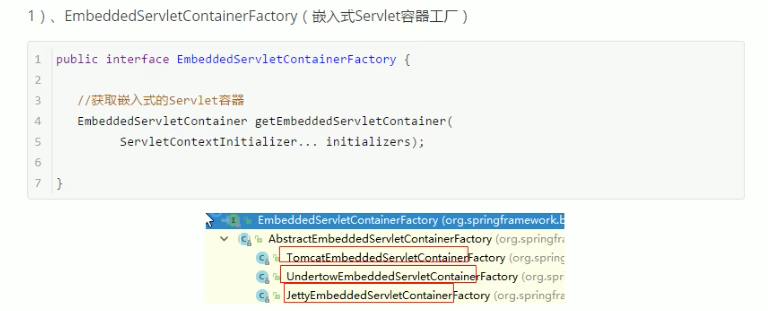 1）、EmbeddedServletContainerFactory（嵌入式Servlet容器工厂）
1 public interface EmbeddedServletContainerFactory {
2
3 //获取嵌入式的Servlet容器
4 EmbeddedServletContainer getEmbeddedServletContainer(
5 ServletContextInitializer... initializers);
6
7 }
EmbeddedServletContainerFactory (org.springframework.b
AbstractEmbeddedServletContainerFactory (org.springfra
TomcatEmbeddedServletContainerFactory (org.spring
UndertowEmbeddedServletContainerFactory (org.spri
JettyEmbeddedServletContainerFactory (org.springfra